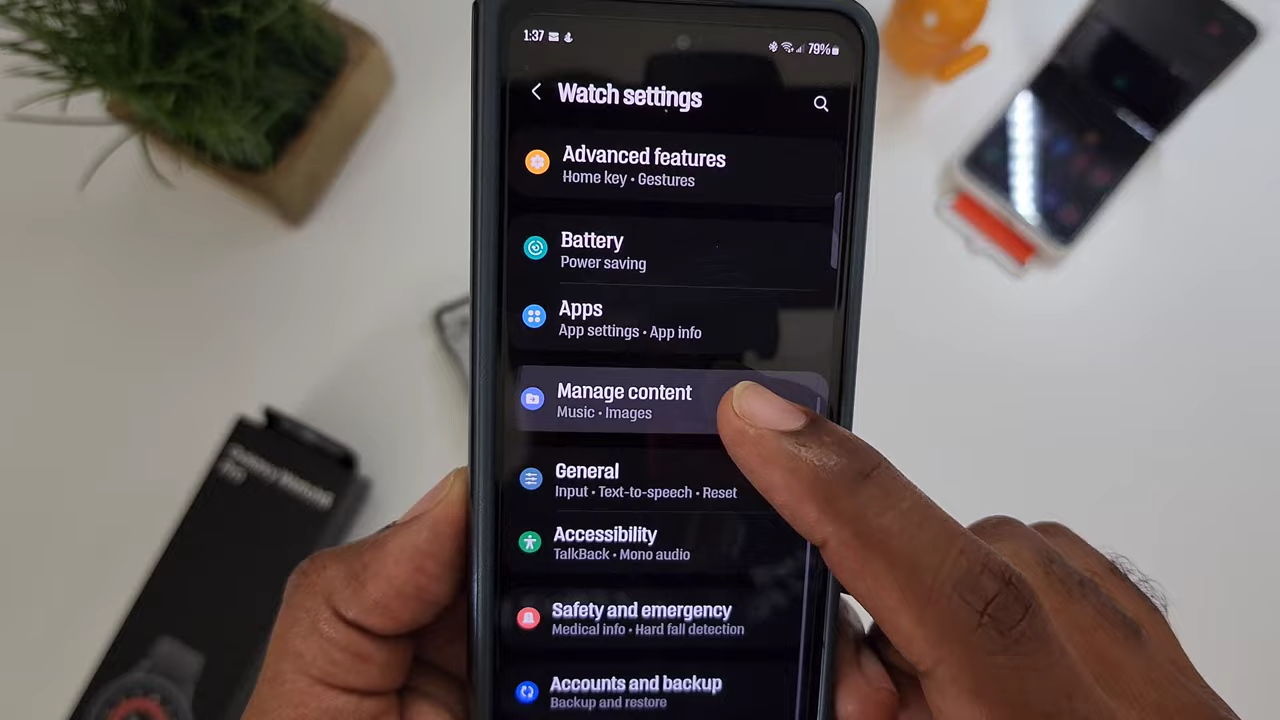 1:37
79%
Watch settings
Advanced features
Home key • Gestures
Battery
Power saving
Apps
App settings • App info
Manage content
Music • Images
General
Input • Text-to-speech • Reset
Accessibility
TalkBack • Mono audio
Safety and emergency
Medical info • Hard fall detection
Accounts and backup
Backup and restore